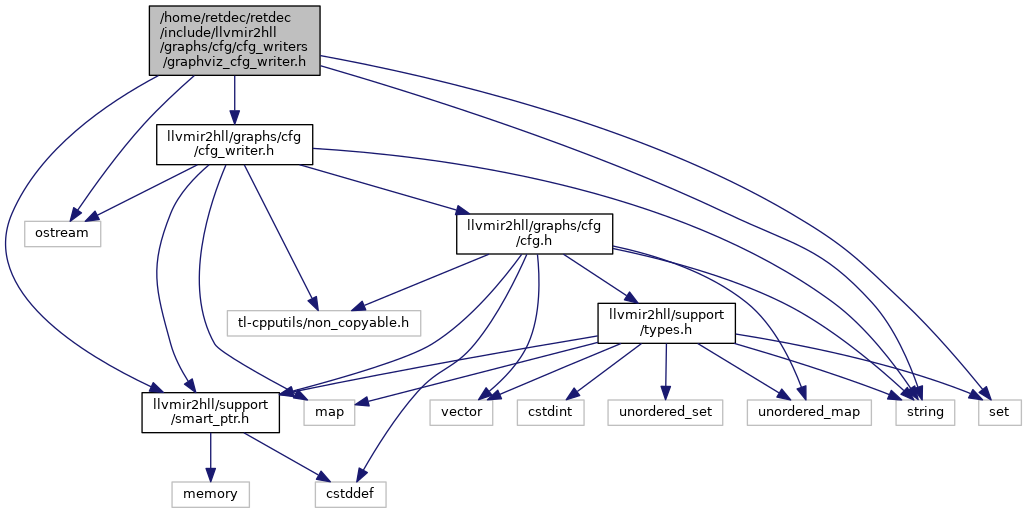 /home/retdec/retdec
/include/llvmir2hll
/graphs/cfg/cfg_writers
/graphviz_cfg_writer.h
llvmir2hll/graphs/cfg
/cfg_writer.h
ostream
llvmir2hll/graphs/cfg
/cfg.h
tl-cpputils/non_copyable.h
llvmir2hll/support
/types.h
llvmir2hll/support
/smart_ptr.h
map
vector
cstdint
unordered_set
unordered_map
string
set
memory
cstddef